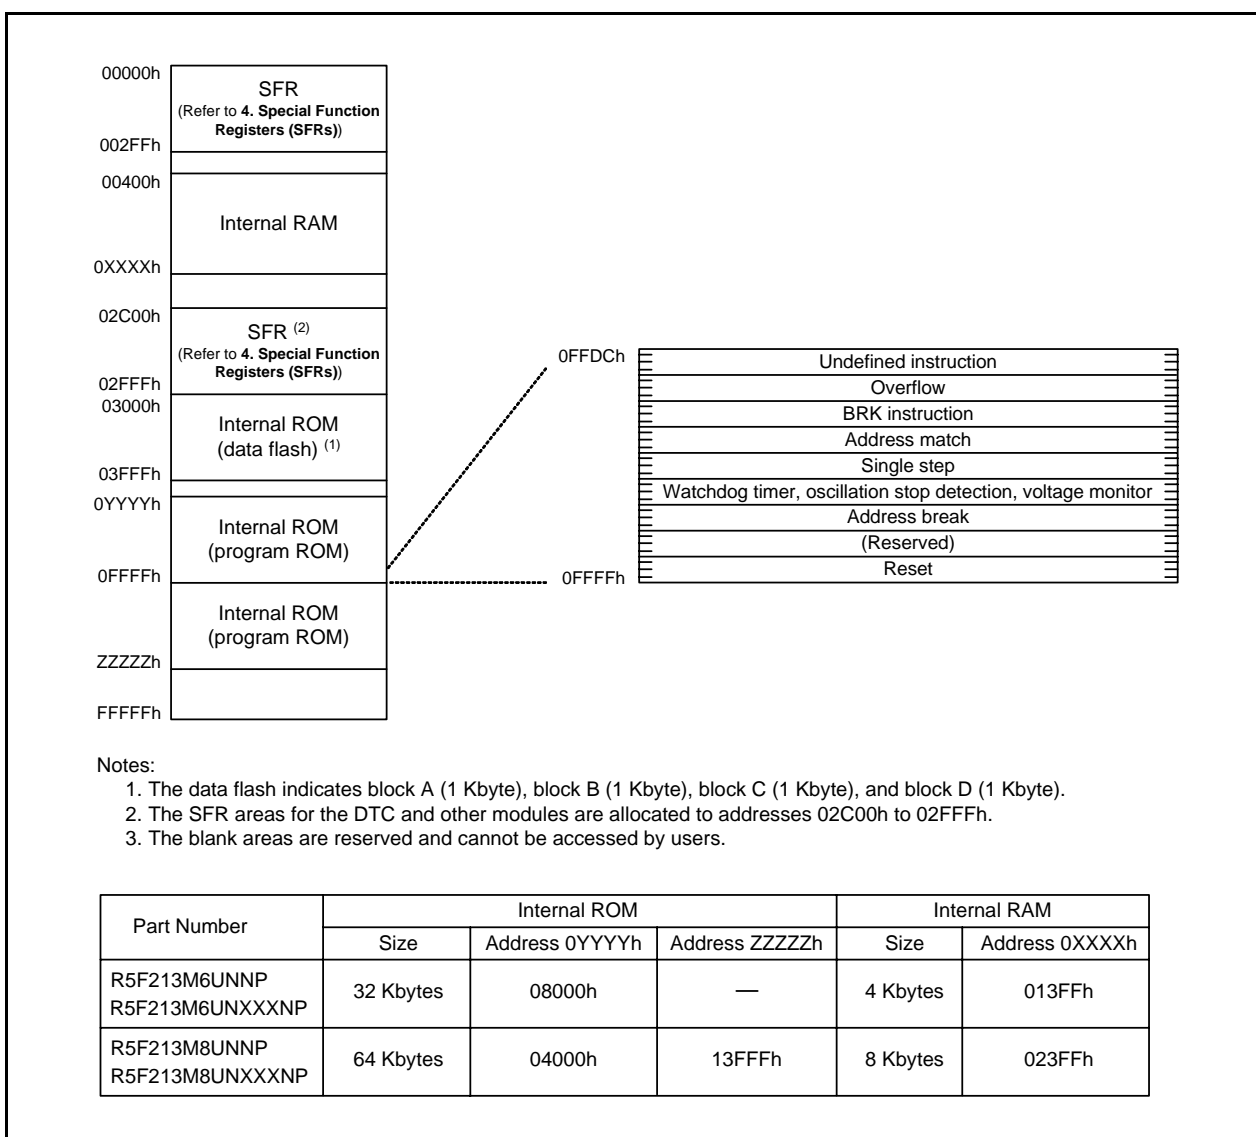 00000h
SFR
(Refer to 4. Special Function
Registers (SFRs))
002FFh
00400h
Internal RAM
0XXXXh
02C00h
SFR (2)
(Refer to 4. Special Function
Registers (SFRs))
02FFFh
03000h
Internal ROM
(data flash) (1)
03FFFh
0YYYYh
Internal ROM
(program ROM)
0FFFFh
Internal ROM
(program ROM)
ZZZZZh
FFFFFh
0FFDCh
Undefined instruction
Overflow
BRK instruction
Address match
Single step
Watchdog timer, oscillation stop detection, voltage monitor
Address break
(Reserved)
0FFFFh
Reset
Notes:
1. The data flash indicates block A (1 Kbyte), block B (1 Kbyte), block C (1 Kbyte), and block D (1 Kbyte).
2. The SFR areas for the DTC and other modules are allocated to addresses 02C00h to 02FFFh.
3. The blank areas are reserved and cannot be accessed by users.
Part Number Internal ROM Internal RAM
Size Address 0YYYYh Address ZZZZZh Size Address 0XXXXh
R5F213M6UNNP
R5F213M6UNXXXNP
32 Kbytes 08000h — 4 Kbytes 013FFh
R5F213M8UNNP
R5F213M8UNXXXNP
64 Kbytes 04000h 13FFFh 8 Kbytes 023FFh